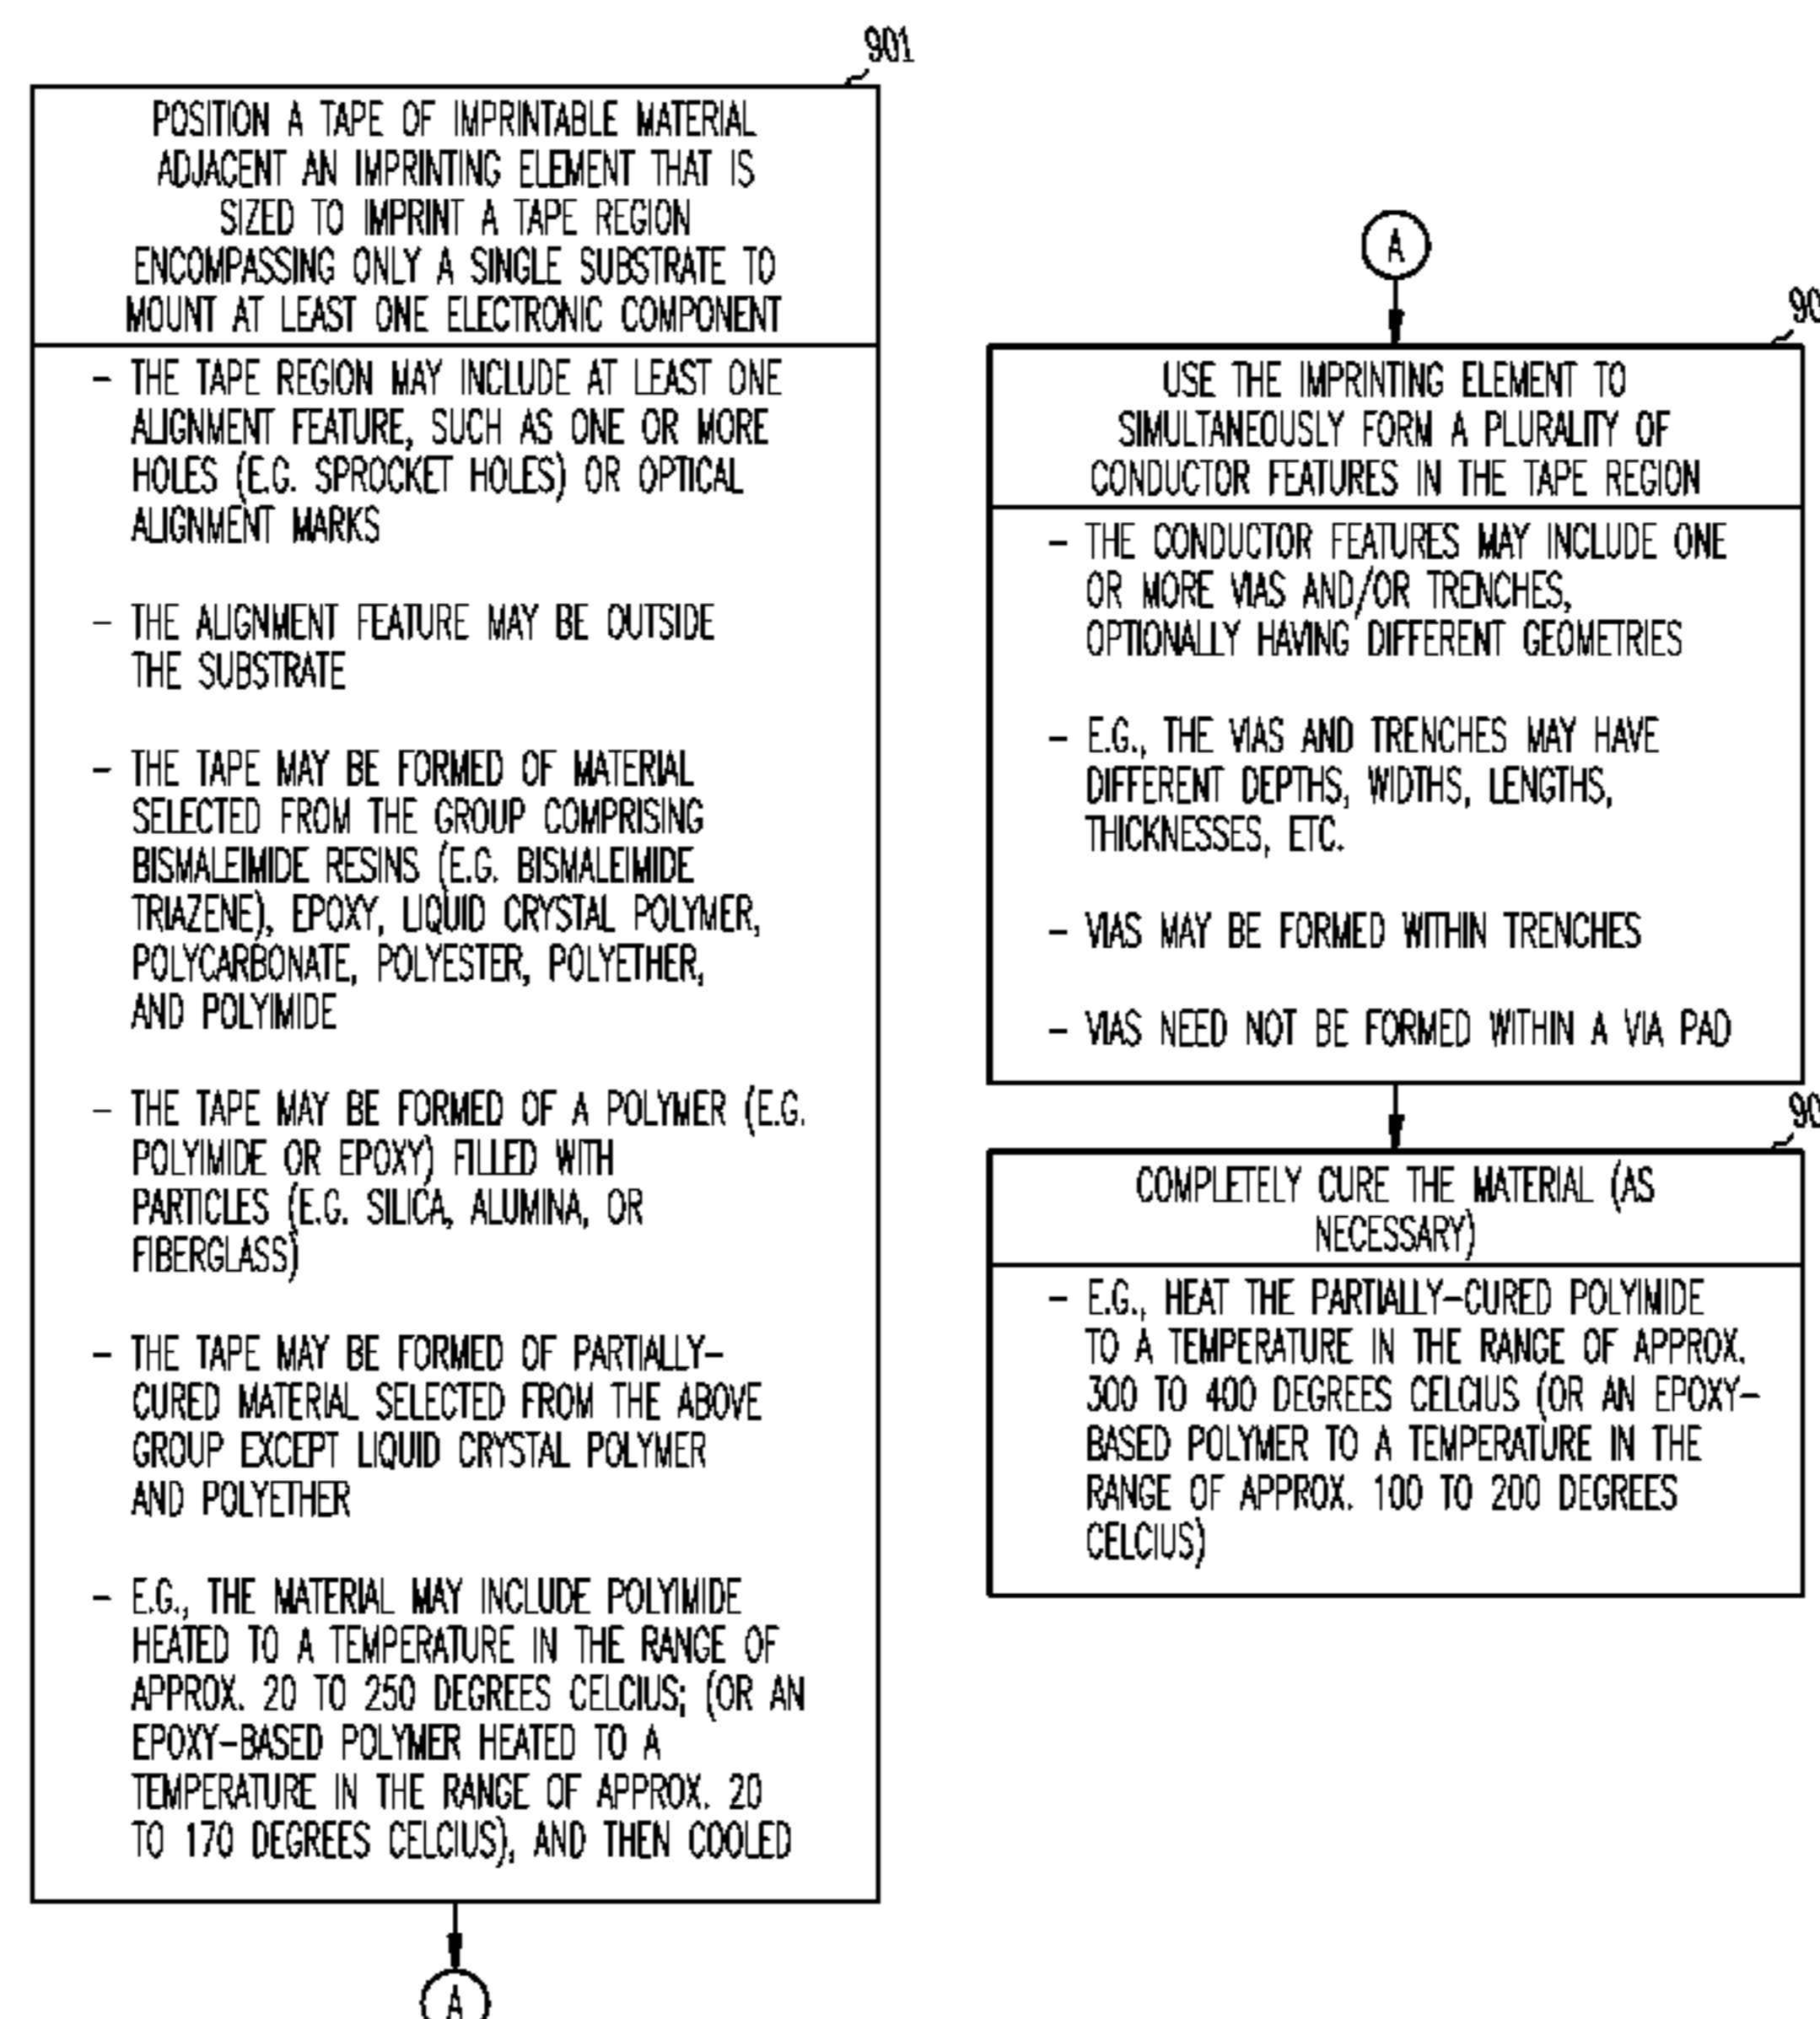 901
POSITION A TAPE OF IMPRINTABLE MATERIAL
ADJACENT AN IMPRINTING ELEMENT THAT IS
SIZED TO IMPRINT A TAPE REGION
ENCOMPASSING ONLY A SINGLE SUBSTRATE TO
MOUNT AT LEAST ONE ELECTRONIC COMPONENT
- THE TAPE REGION MAY INCLUDE AT LEAST ONE
ALIGNMENT FEATURE, SUCH AS ONE OR MORE
HOLES (E.G. SPROCKET HOLES) OR OPTICAL
ALIGNMENT MARKS
- THE ALIGNMENT FEATURE MAY BE OUTSIDE
THE SUBSTRATE
- THE TAPE MAY BE FORMED OF MATERIAL
SELECTED FROM THE GROUP COMPRISING
BISMALEIMIDE RESINS (E.G. BISMALEIMIDE
TRIAZENE), EPOXY, LIQUID CRYSTAL POLYMER,
POLYCARBONATE, POLYESTER, POLYETHER,
AND POLYIMIDE
- THE TAPE MAY BE FORMED OF A POLYMER (E.G.
POLYIMIDE OR EPOXY) FILLED WITH
PARTICLES (E.G. SILICA, ALUMINA, OR
FIBERGLASS)
- THE TAPE MAY BE FORMED OF PARTIALLY-
CURED MATERIAL SELECTED FROM THE ABOVE
GROUP EXCEPT LIQUID CRYSTAL POLYMER
AND POLYETHER
- E.G., THE MATERIAL MAY INCLUDE POLYIMIDE
HEATED TO A TEMPERATURE IN THE RANGE OF
APPROX. 20 TO 250 DEGREES CELCIUS; (OR AN
EPOXY-BASED POLYMER HEATED TO A
TEMPERATURE IN THE RANGE OF APPROX. 20
TO 170 DEGREES CELCIUS), AND THEN COOLED
A
A
USE THE IMPRINTING ELEMENT TO
SIMULTANEOUSLY FORM A PLURALITY OF
CONDUCTOR FEATURES IN THE TAPE REGION
- THE CONDUCTOR FEATURES MAY INCLUDE ONE
OR MORE VIAS AND/OR TRENCHES,
OPTIONALLY HAVING DIFFERENT GEOMETRIES
- E.G., THE VIAS AND TRENCHES MAY HAVE
DIFFERENT DEPTHS, WIDTHS, LENGTHS,
THICKNESSES, ETC.
- VIAS MAY BE FORMED WITHIN TRENCHES
- VIAS NEED NOT BE FORMED WITHIN A VIA PAD
COMPLETELY CURE THE MATERIAL (AS
NECESSARY)
- E.G., HEAT THE PARTIALLY-CURED POLYIMIDE
TO A TEMPERATURE IN THE RANGE OF APPROX.
300 TO 400 DEGREES CELCIUS (OR AN EPOXY-
BASED POLYMER TO A TEMPERATURE IN THE
RANGE OF APPROX. 100 TO 200 DEGREES
CELCIUS)